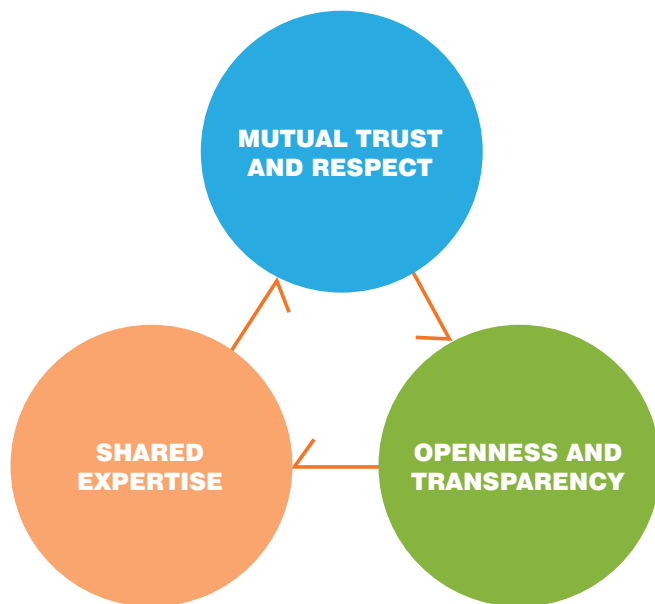 MUTUAL TRUST
AND RESPECT
SHARED
EXPERTISE
OPENNESS AND
TRANSPARENCY